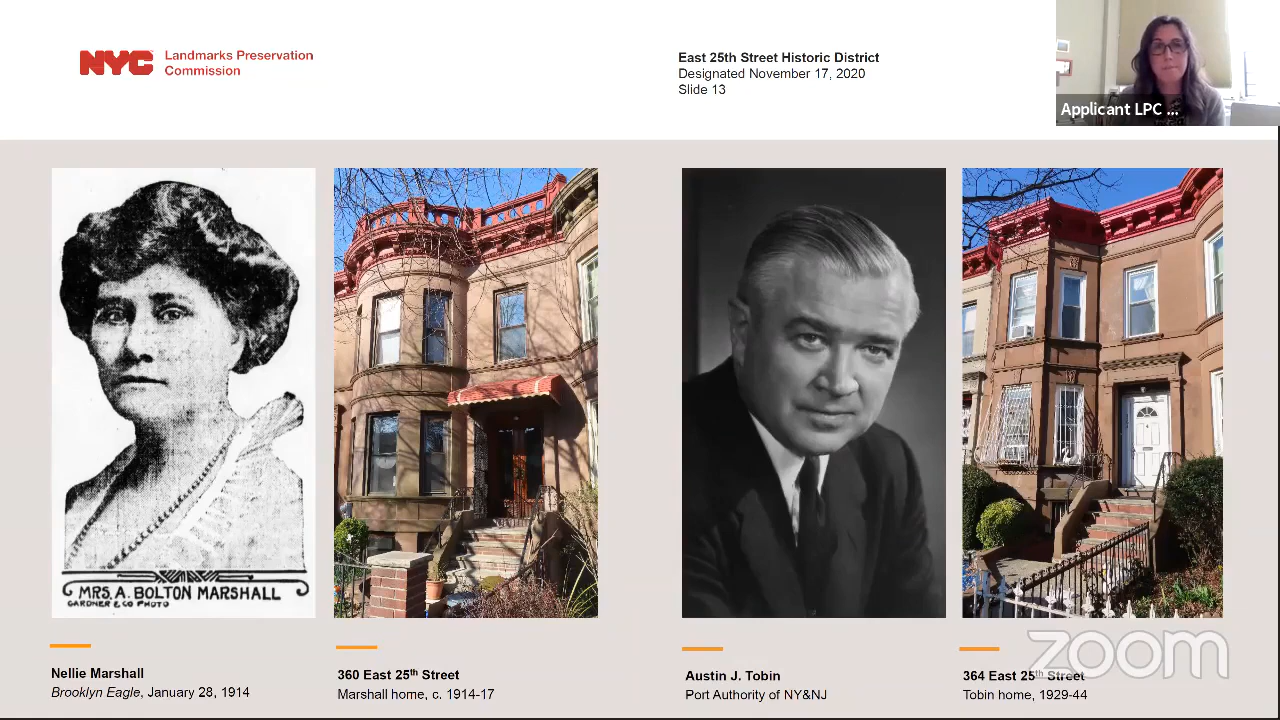 NYC
Landmarks Preservation
Commission
East 25th Street Historic District
Designated November 17, 2020
Slide 13
Applicant LPC ...
MRS. A. BOLTON MARSHALL
GARDNER & CO PHOTO
Nellie Marshall
Brooklyn Eagle, January 28, 1914
360 East 25th Street
Marshall home, c. 1914-17
Austin J. Tobin
Port Authority of NY&NJ
364 East 25th Street
Tobin home, 1929-44
zoom